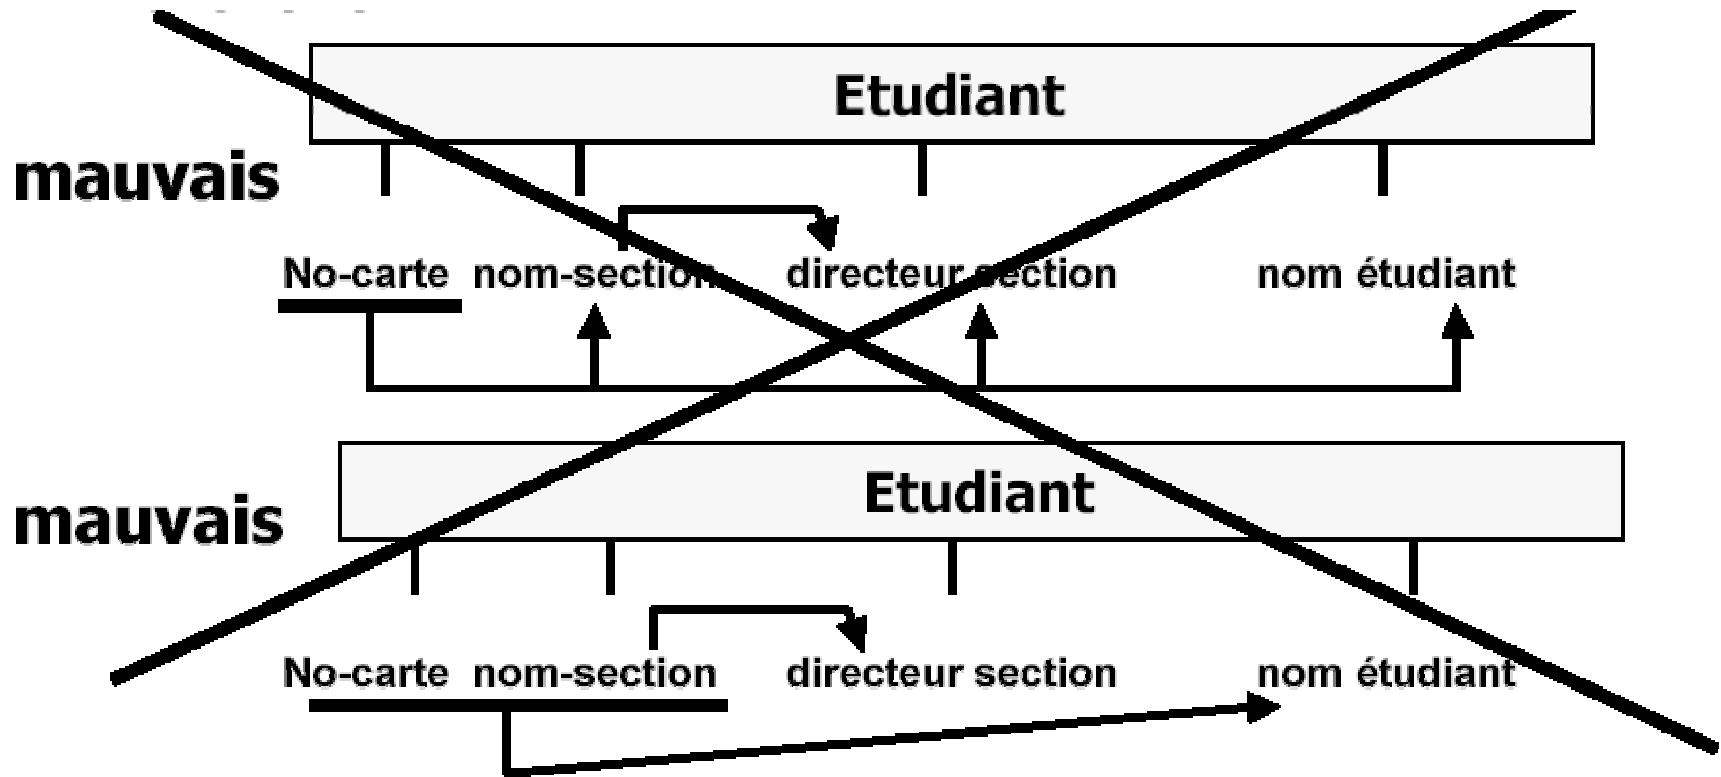 Etudiant
mauvais
No-carte nom-section directeur section nom étudiant
Etudiant
mauvais
No-carte nom-section directeur section nom étudiant